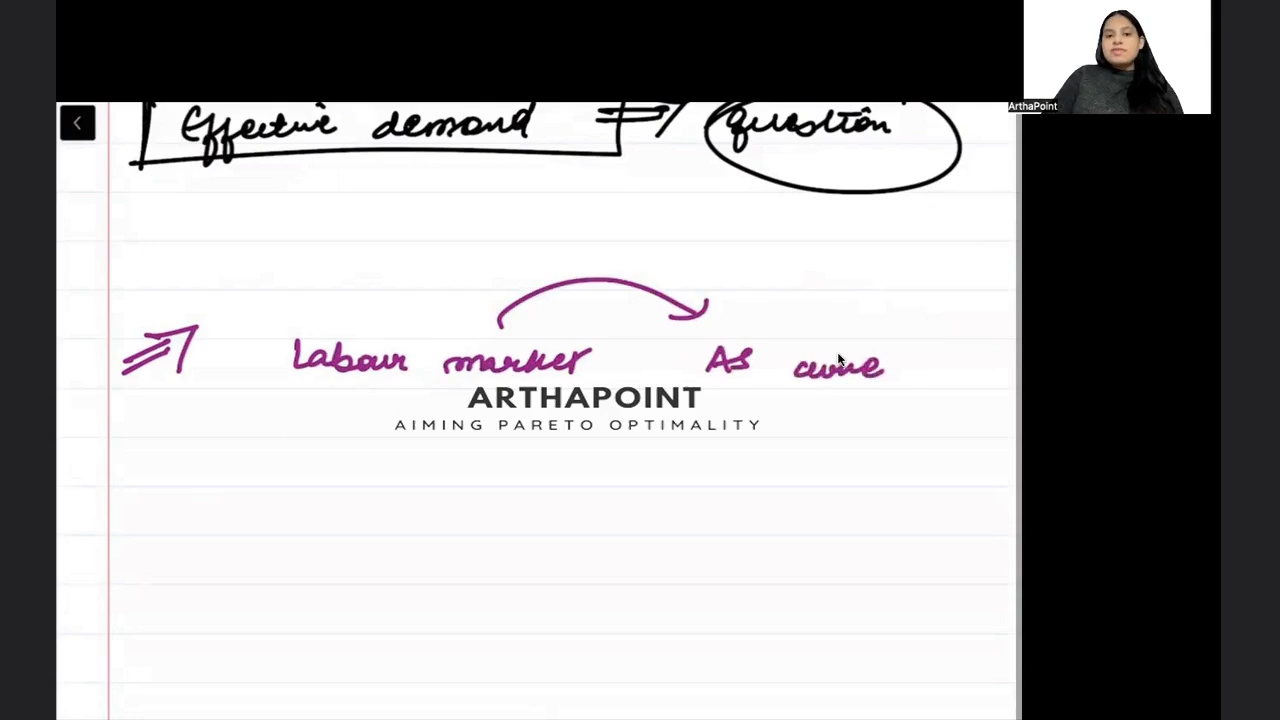 ArthaPoint
Effective demand question
Labour market AS curve
ARTHAPOINT
AIMING PARETO OPTIMALITY